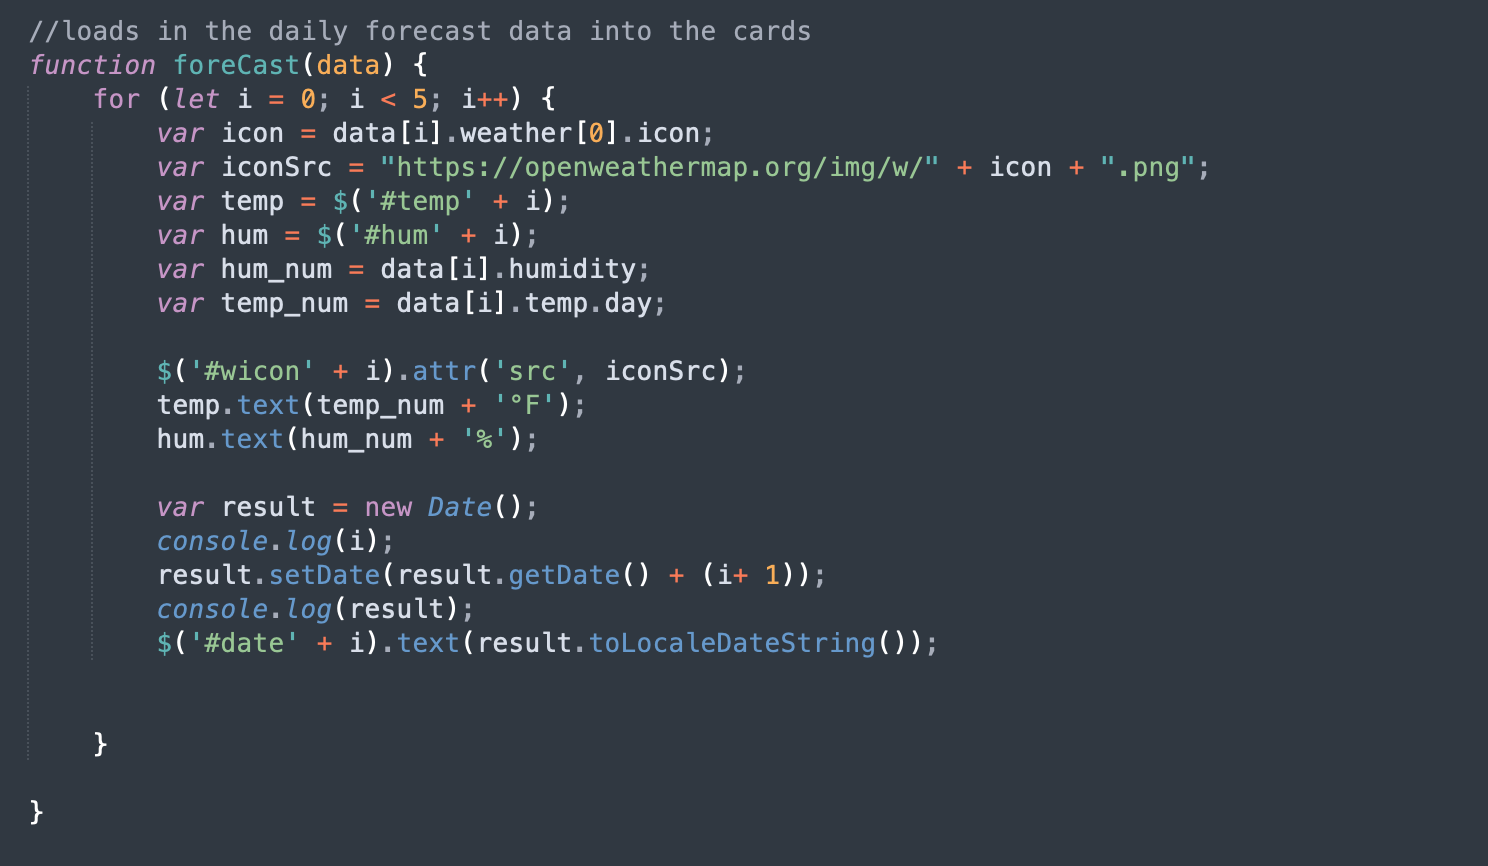 //loads in the daily forecast data into the cards
function foreCast(data) {
    for (let i = 0; i < 5; i++) {
        var icon = data[i].weather[0].icon;
        var iconSrc = "https://openweathermap.org/img/w/" + icon + ".png";
        var temp = $('#temp' + i);
        var hum = $('#hum' + i);
        var hum_num = data[i].humidity;
        var temp_num = data[i].temp.day;

        $('#wicon' + i).attr('src', iconSrc);
        temp.text(temp_num + '°F');
        hum.text(hum_num + '%');

        var result = new Date();
        console.log(i);
        result.setDate(result.getDate() + (i+ 1));
        console.log(result);
        $('#date' + i).text(result.toLocaleDateString());


    }

}